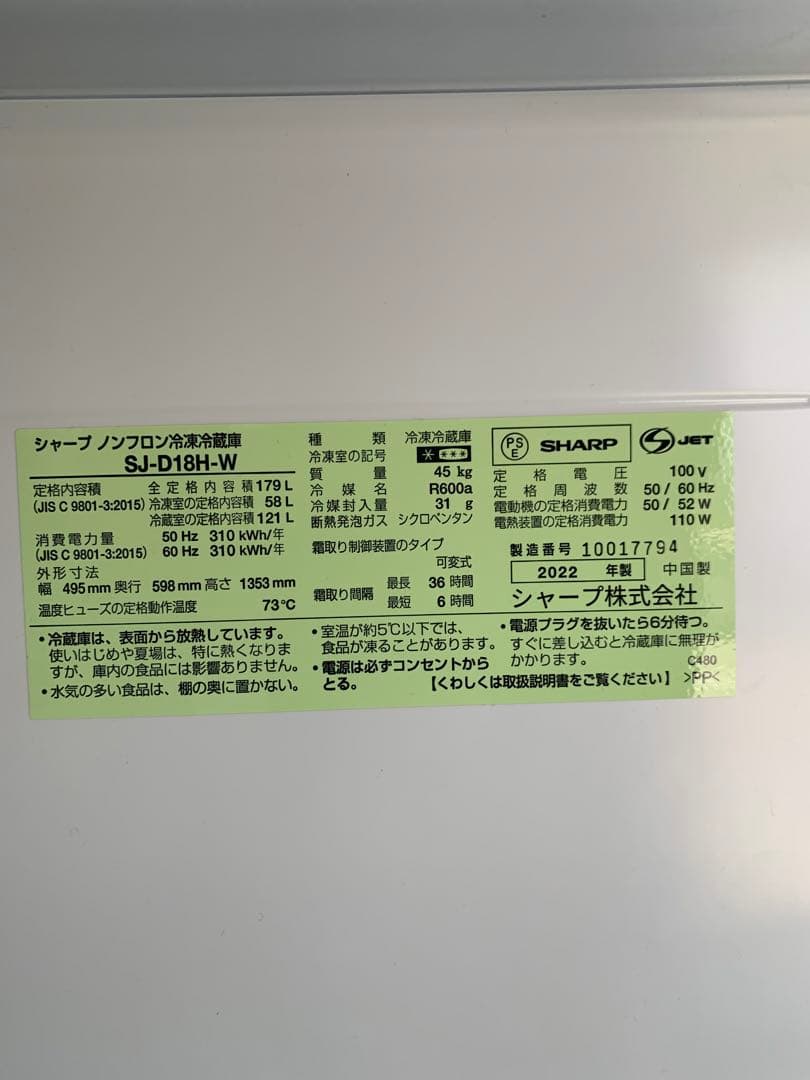 シャープ ノンフロン冷凍冷蔵庫
SJ-D18H-W
定格内容積 全定格内容積 179 L
(JIS C 9801-3:2015) 冷凍室の定格内容積 58 L
冷蔵室の定格内容積 121 L
消費電力量 50 Hz 310 kWh/年
(JIS C 9801-3:2015) 60 Hz 310 kWh/年
外形寸法
幅 495 mm 奥行 598 mm 高さ 1353 mm
温度ヒューズの定格動作温度 73℃
種類 冷凍冷蔵庫
冷凍室の記号 * ***
質量 45 kg
冷媒名 R600a
冷媒封入量 31 g
断熱発泡ガス シクロペンタン
霜取り制御装置のタイプ
可変式
霜取り間隔 最長 36 時間
最短 6 時間
PSE SHARP S JET
定格電圧 100 V
定格周波数 50 / 60 Hz
電動機の定格消費電力 50 / 52 W
電熱装置の定格消費電力 110 W
製造番号 10017794
2022 年製 中国製
シャープ株式会社
・冷蔵庫は、表面から放熱しています。
使いはじめや夏場は、特に熱くなりま
すが、庫内の食品には影響ありません。
・水気の多い食品は、棚の奥に置かない。
・室温が約5℃以下では、
食品が凍ることがあります。
・電源は必ずコンセントから
とる。
・電源プラグを抜いたら6分待つ。
すぐに差し込むと冷蔵庫に無理が
かかります。
C480
【くわしくは取扱説明書をご覧ください】 >PP<